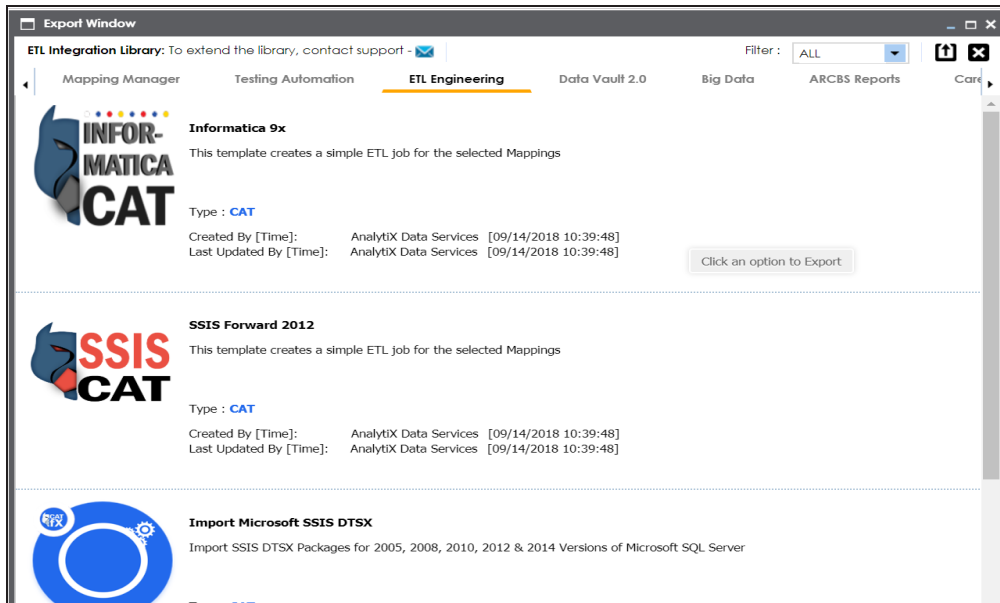 Export Window
ETL Integration Library: To extend the library, contact support -
Filter : ALL
Mapping Manager Testing Automation ETL Engineering Data Vault 2.0 Big Data ARCBS Reports Care
INFOR-
MATICA
CAT
Informatica 9x
This template creates a simple ETL job for the selected Mappings
Type : CAT
Created By [Time]: AnalytiX Data Services [09/14/2018 10:39:48]
Last Updated By [Time]: AnalytiX Data Services [09/14/2018 10:39:48]
Click an option to Export
SSIS
CAT
SSIS Forward 2012
This template creates a simple ETL job for the selected Mappings
Type : CAT
Created By [Time]: AnalytiX Data Services [09/14/2018 10:39:48]
Last Updated By [Time]: AnalytiX Data Services [09/14/2018 10:39:48]
CAT
fX
Import Microsoft SSIS DTSX
Import SSIS DTSX Packages for 2005, 2008, 2010, 2012 & 2014 Versions of Microsoft SQL Server